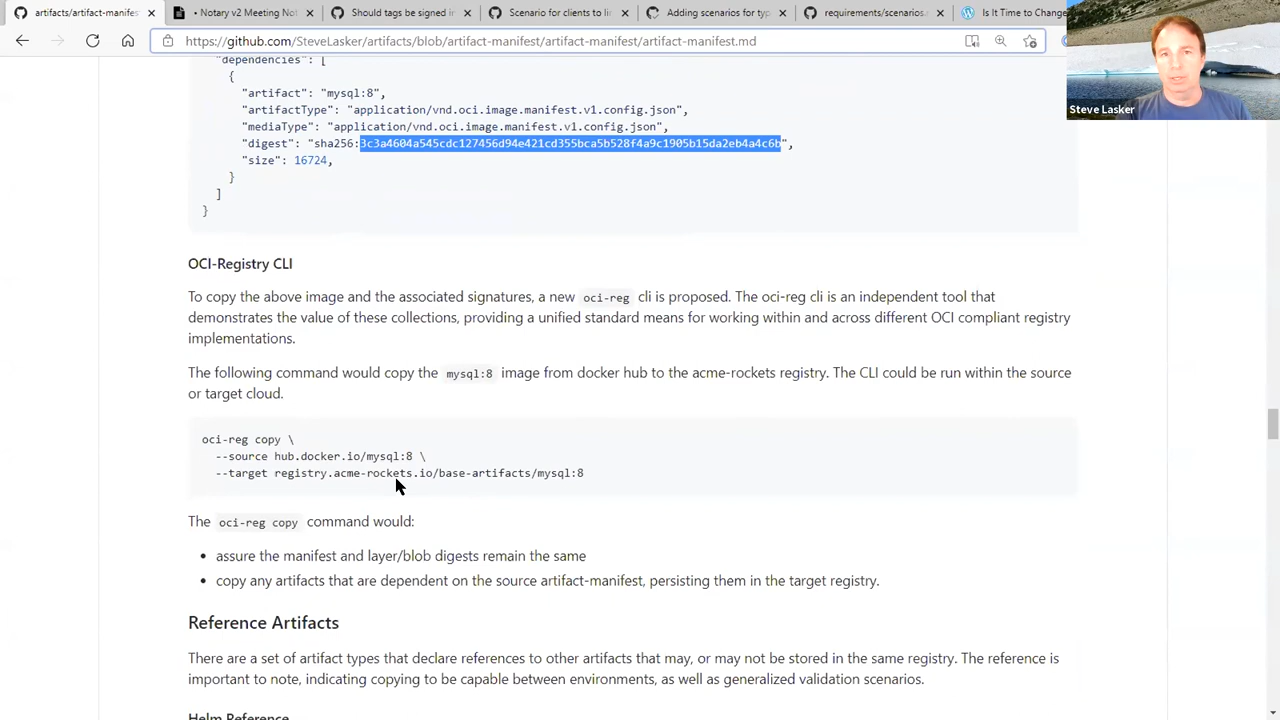 artifacts/artifact-manifes
• Notary v2 Meeting Not
Should tags be signed i
Scenario for clients to li
Adding scenarios for typ
requirements/scenarios.
Is It Time to Change
https://github.com/SteveLasker/artifacts/blob/artifact-manifest/artifact-manifest/artifact-manifest.md
Steve Lasker
"dependencies": [
{
"artifact": "mysql:8",
"artifactType": "application/vnd.oci.image.manifest.v1.config.json",
"mediaType": "application/vnd.oci.image.manifest.v1.config.json",
"digest": "sha256:3c3a4604a545cdc127456d94e421cd355bca5b528f4a9c1905b15da2eb4a4c6b",
"size": 16724,
}
]
}
OCI-Registry CLI
To copy the above image and the associated signatures, a new oci-reg cli is proposed. The oci-reg cli is an independent tool that
demonstrates the value of these collections, providing a unified standard means for working within and across different OCI compliant registry
implementations.
The following command would copy the mysql:8 image from docker hub to the acme-rockets registry. The CLI could be run within the source
or target cloud.
oci-reg copy \
--source hub.docker.io/mysql:8 \
--target registry.acme-rockets.io/base-artifacts/mysql:8
The oci-reg copy command would:
• assure the manifest and layer/blob digests remain the same
• copy any artifacts that are dependent on the source artifact-manifest, persisting them in the target registry.
Reference Artifacts
There are a set of artifact types that declare references to other artifacts that may, or may not be stored in the same registry. The reference is
important to note, indicating copying to be capable between environments, as well as generalized validation scenarios.
Helm Reference